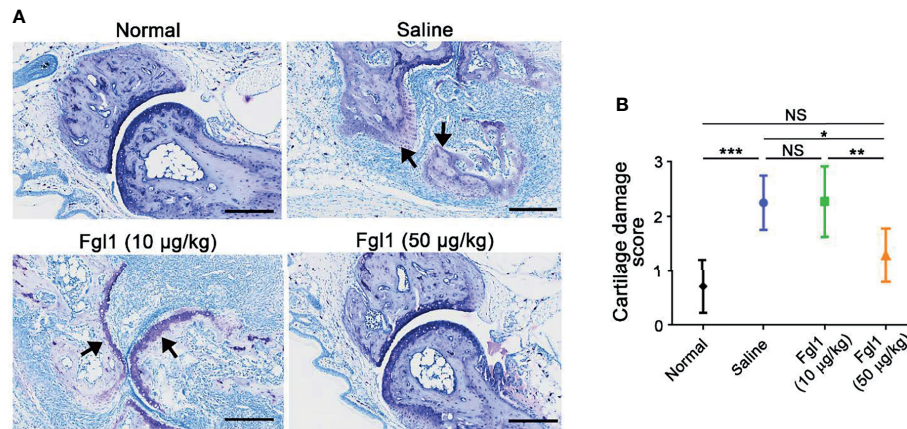 A
Normal
Saline
Fgl1 (10 µg/kg)
Fgl1 (50 µg/kg)
B
NS
*
***
NS
**
Cartilage damage
score
3
2
1
0
Normal
Saline
Fgl1
(10 µg/kg)
Fgl1
(50 µg/kg)